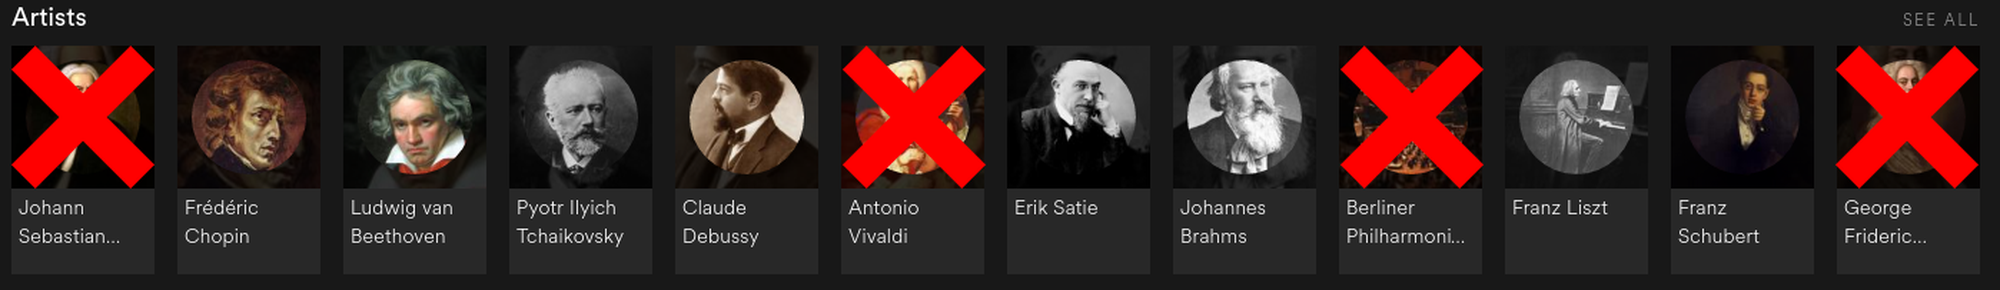 Artists
SEE ALL
Johann
Sebastian...
Frédéric
Chopin
Ludwig van
Beethoven
Pyotr Ilyich
Tchaikovsky
Claude
Debussy
Antonio
Vivaldi
Erik Satie
Johannes
Brahms
Berliner
Philharmoni...
Franz Liszt
Franz
Schubert
George
Frideric...